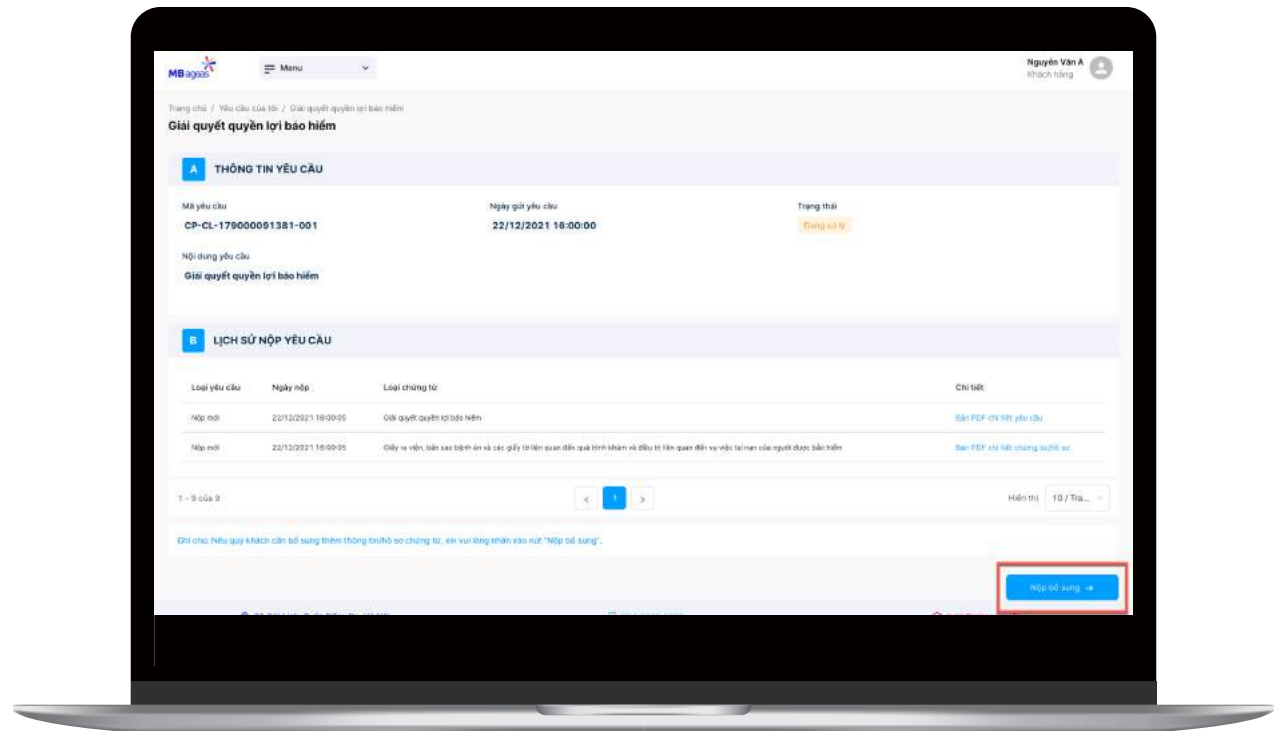 MB ageas
Menu
Nguyễn Văn A
Khách hàng
Trang chủ / Yêu cầu của tôi / Giải quyết quyền lợi bảo hiểm
Giải quyết quyền lợi bảo hiểm
A THÔNG TIN YÊU CẦU
Mã yêu cầu Ngày gửi yêu cầu Trạng thái
CP-CL-179000091381-001 22/12/2021 16:00:00 Đang xử lý
Nội dung yêu cầu
Giải quyết quyền lợi bảo hiểm
B LỊCH SỬ NỘP YÊU CẦU
Loại yêu cầu Ngày nộp Loại chứng từ Chi tiết
Nộp mới 22/12/2021 16:00:05 Giải quyết quyền lợi bảo hiểm Bản PDF chi tiết yêu cầu
Nộp mới 22/12/2021 16:00:05 Giấy ra viện, bản sao bệnh án và các giấy tờ liên quan đến quá trình khám và điều trị liên quan đến vụ việc tai nạn của người được bảo hiểm Bản PDF chi tiết chứng từ/hồ sơ
1 - 9 của 9 < 1 > Hiển thị 10 / Tra...
Ghi chú: Nếu quý khách cần bổ sung thêm thông tin/hồ sơ chứng từ, xin vui lòng nhấn vào nút "Nộp bổ sung".
Nộp bổ sung →